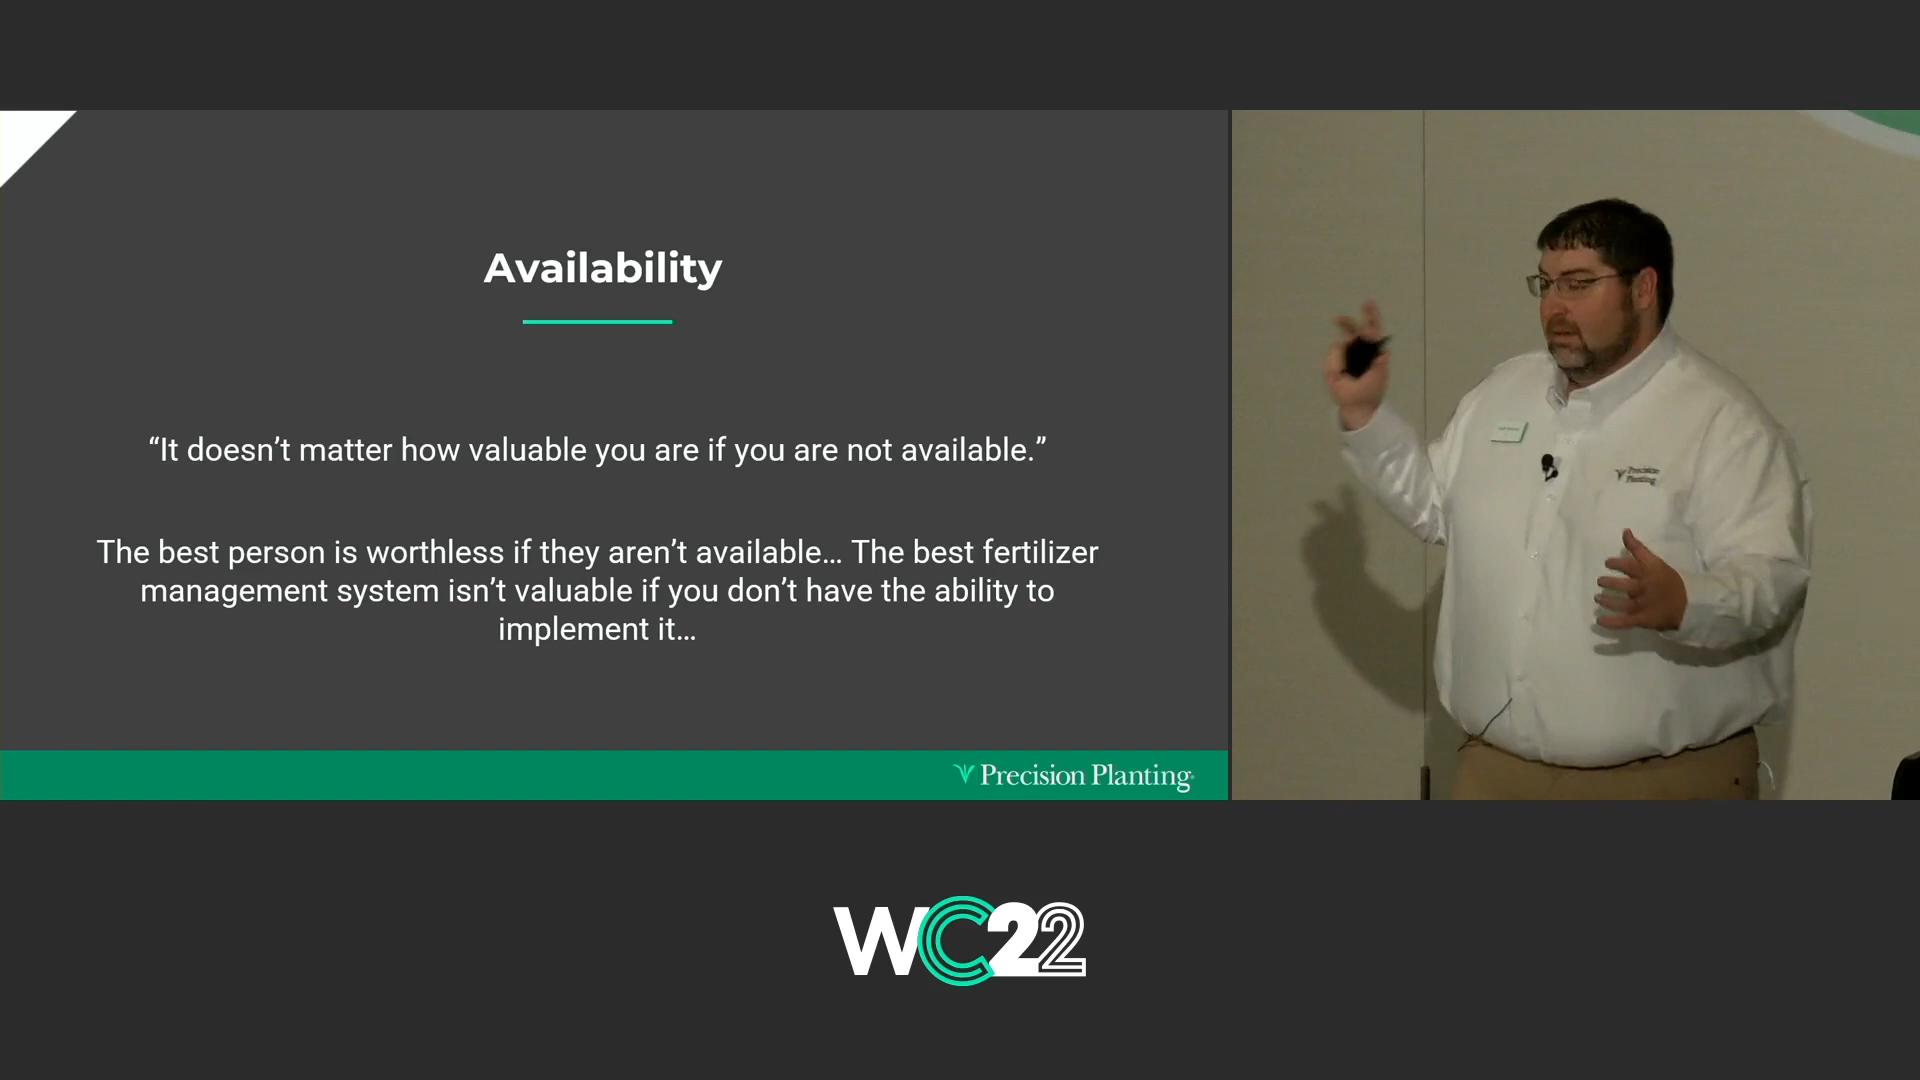 Availability
“It doesn’t matter how valuable you are if you are not available.”
The best person is worthless if they aren’t available... The best fertilizer
management system isn’t valuable if you don’t have the ability to
implement it...
Precision Planting
Precision
Planting
WC22